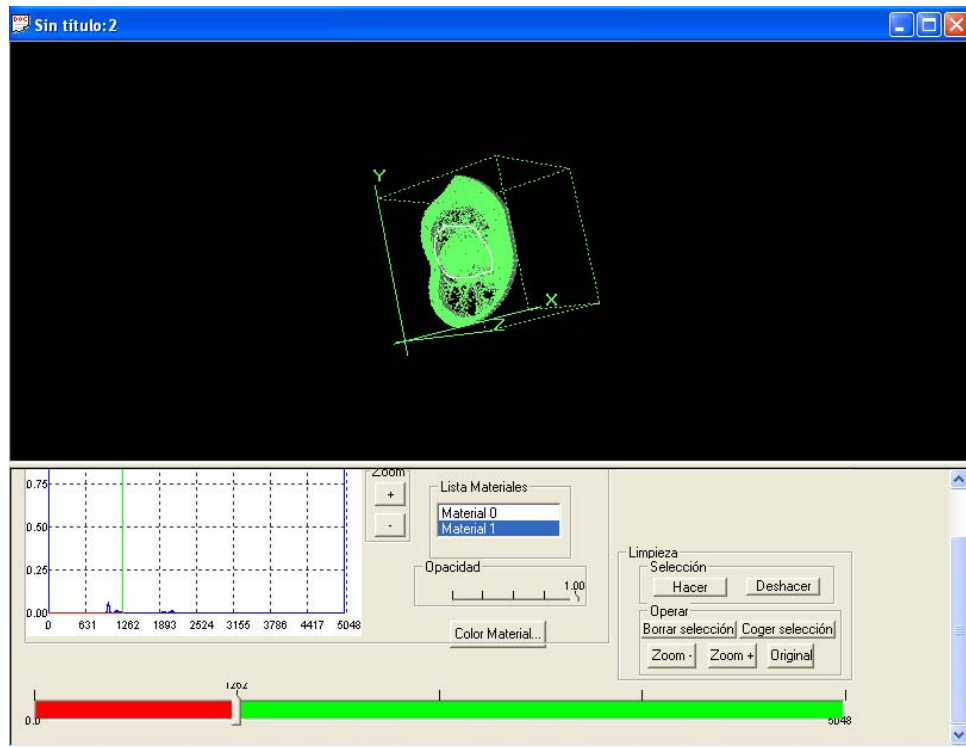 Sin título:2
Y
X
Z
0.75
0.50
0.25
0.00
0 631 1262 1893 2524 3155 3786 4417 5048
Zoom
+
-
Lista Materiales
Material 0
Material 1
Opacidad
1.00
Color Material...
Limpieza
Selección
Hacer Deshacer
Operar
Borrar selección Coger selección
Zoom - Zoom + Original
1262
0.0 5048